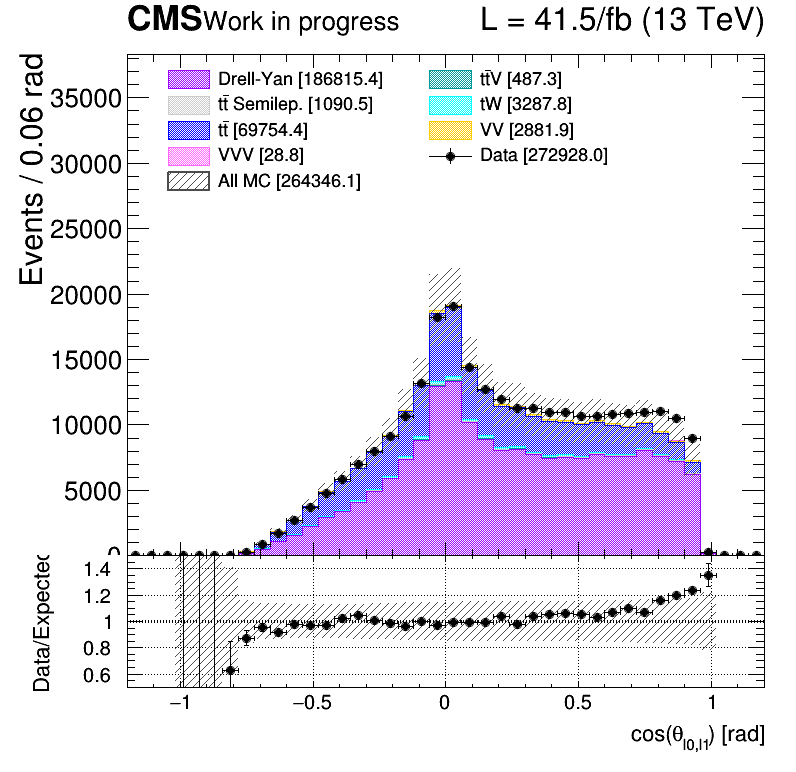 CMS Work in progress L = 41.5/fb (13 TeV)
Events / 0.06 rad
35000
30000
25000
20000
15000
10000
5000
0
Drell-Yan [186815.4]
tt̄ Semilep. [1090.5]
tt̄ [69754.4]
VVV [28.8]
All MC [264346.1]
tt̄V [487.3]
tW [3287.8]
VV [2881.9]
Data [272928.0]
Data/Expected
1.4
1.2
1
0.8
0.6
−1 −0.5 0 0.5 1
cos(θl0,l1) [rad]